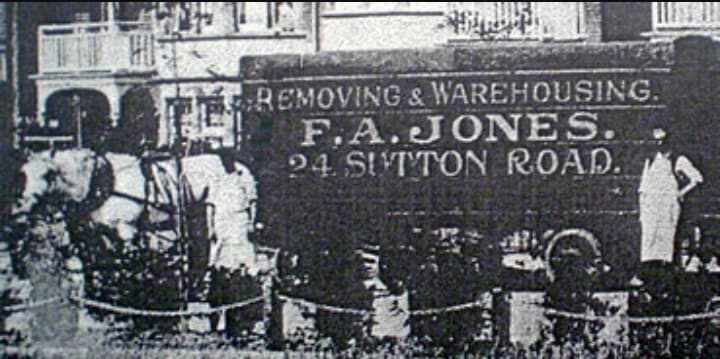 REMOVING & WAREHOUSING.
F.A. JONES.
24 SUTTON ROAD.